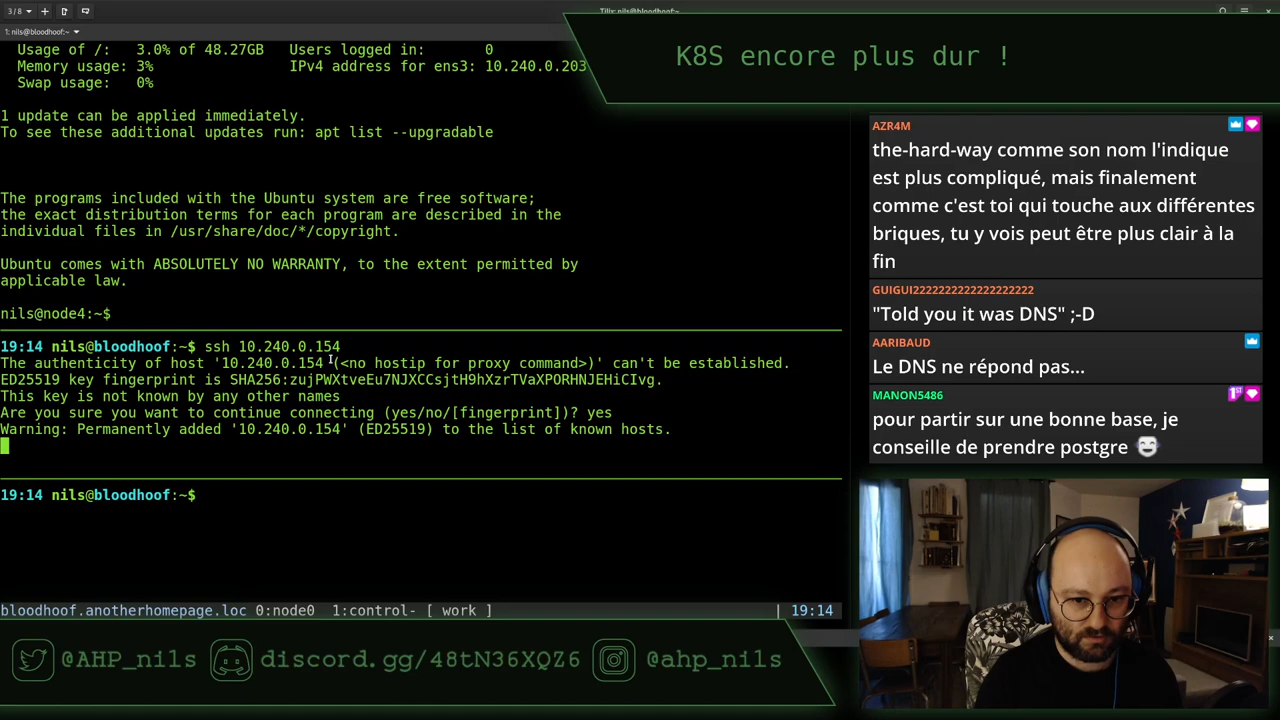 3/8
Tilix: nils@bloodhoof:~
1: nils@bloodhoof:~
Usage of /: 3.0% of 48.27GB Users logged in: 0
Memory usage: 3% IPv4 address for ens3: 10.240.0.203
Swap usage: 0%
1 update can be applied immediately.
To see these additional updates run: apt list --upgradable
The programs included with the Ubuntu system are free software;
the exact distribution terms for each program are described in the
individual files in /usr/share/doc/*/copyright.
Ubuntu comes with ABSOLUTELY NO WARRANTY, to the extent permitted by
applicable law.
nils@node4:~$
19:14 nils@bloodhoof:~$ ssh 10.240.0.154
The authenticity of host '10.240.0.154 (<no hostip for proxy command>)' can't be established.
ED25519 key fingerprint is SHA256:zujPWXtveEu7NJXCCsjtH9hXzrTVaXPORHNJEHiCIvg.
This key is not known by any other names
Are you sure you want to continue connecting (yes/no/[fingerprint])? yes
Warning: Permanently added '10.240.0.154' (ED25519) to the list of known hosts.
19:14 nils@bloodhoof:~$
bloodhoof.anotherhomepage.loc 0:node0 1:control- [ work ] | 19:14
K8S encore plus dur !
AZR4M
the-hard-way comme son nom l'indique
est plus compliqué, mais finalement
comme c'est toi qui touche aux différentes
briques, tu y vois peut être plus clair à la
fin
GUIGUI2222222222222222222
"Told you it was DNS" ;-D
AARIBAUD
Le DNS ne répond pas...
MANON5486
pour partir sur une bonne base, je
conseille de prendre postgre
@AHP_nils discord.gg/48tN36XQZ6 @ahp_nils